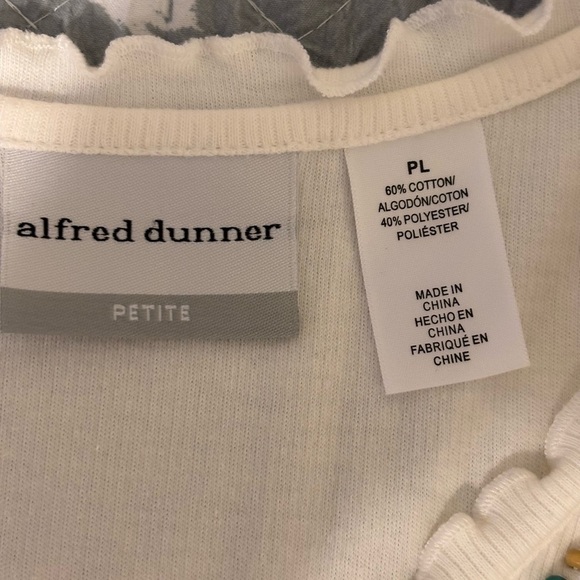 alfred dunner
PETITE
PL
60% COTTON/
ALGODÓN/COTON
40% POLYESTER/
POLIÉSTER
MADE IN
CHINA
HECHO EN
CHINA
FABRIQUÉ EN
CHINE